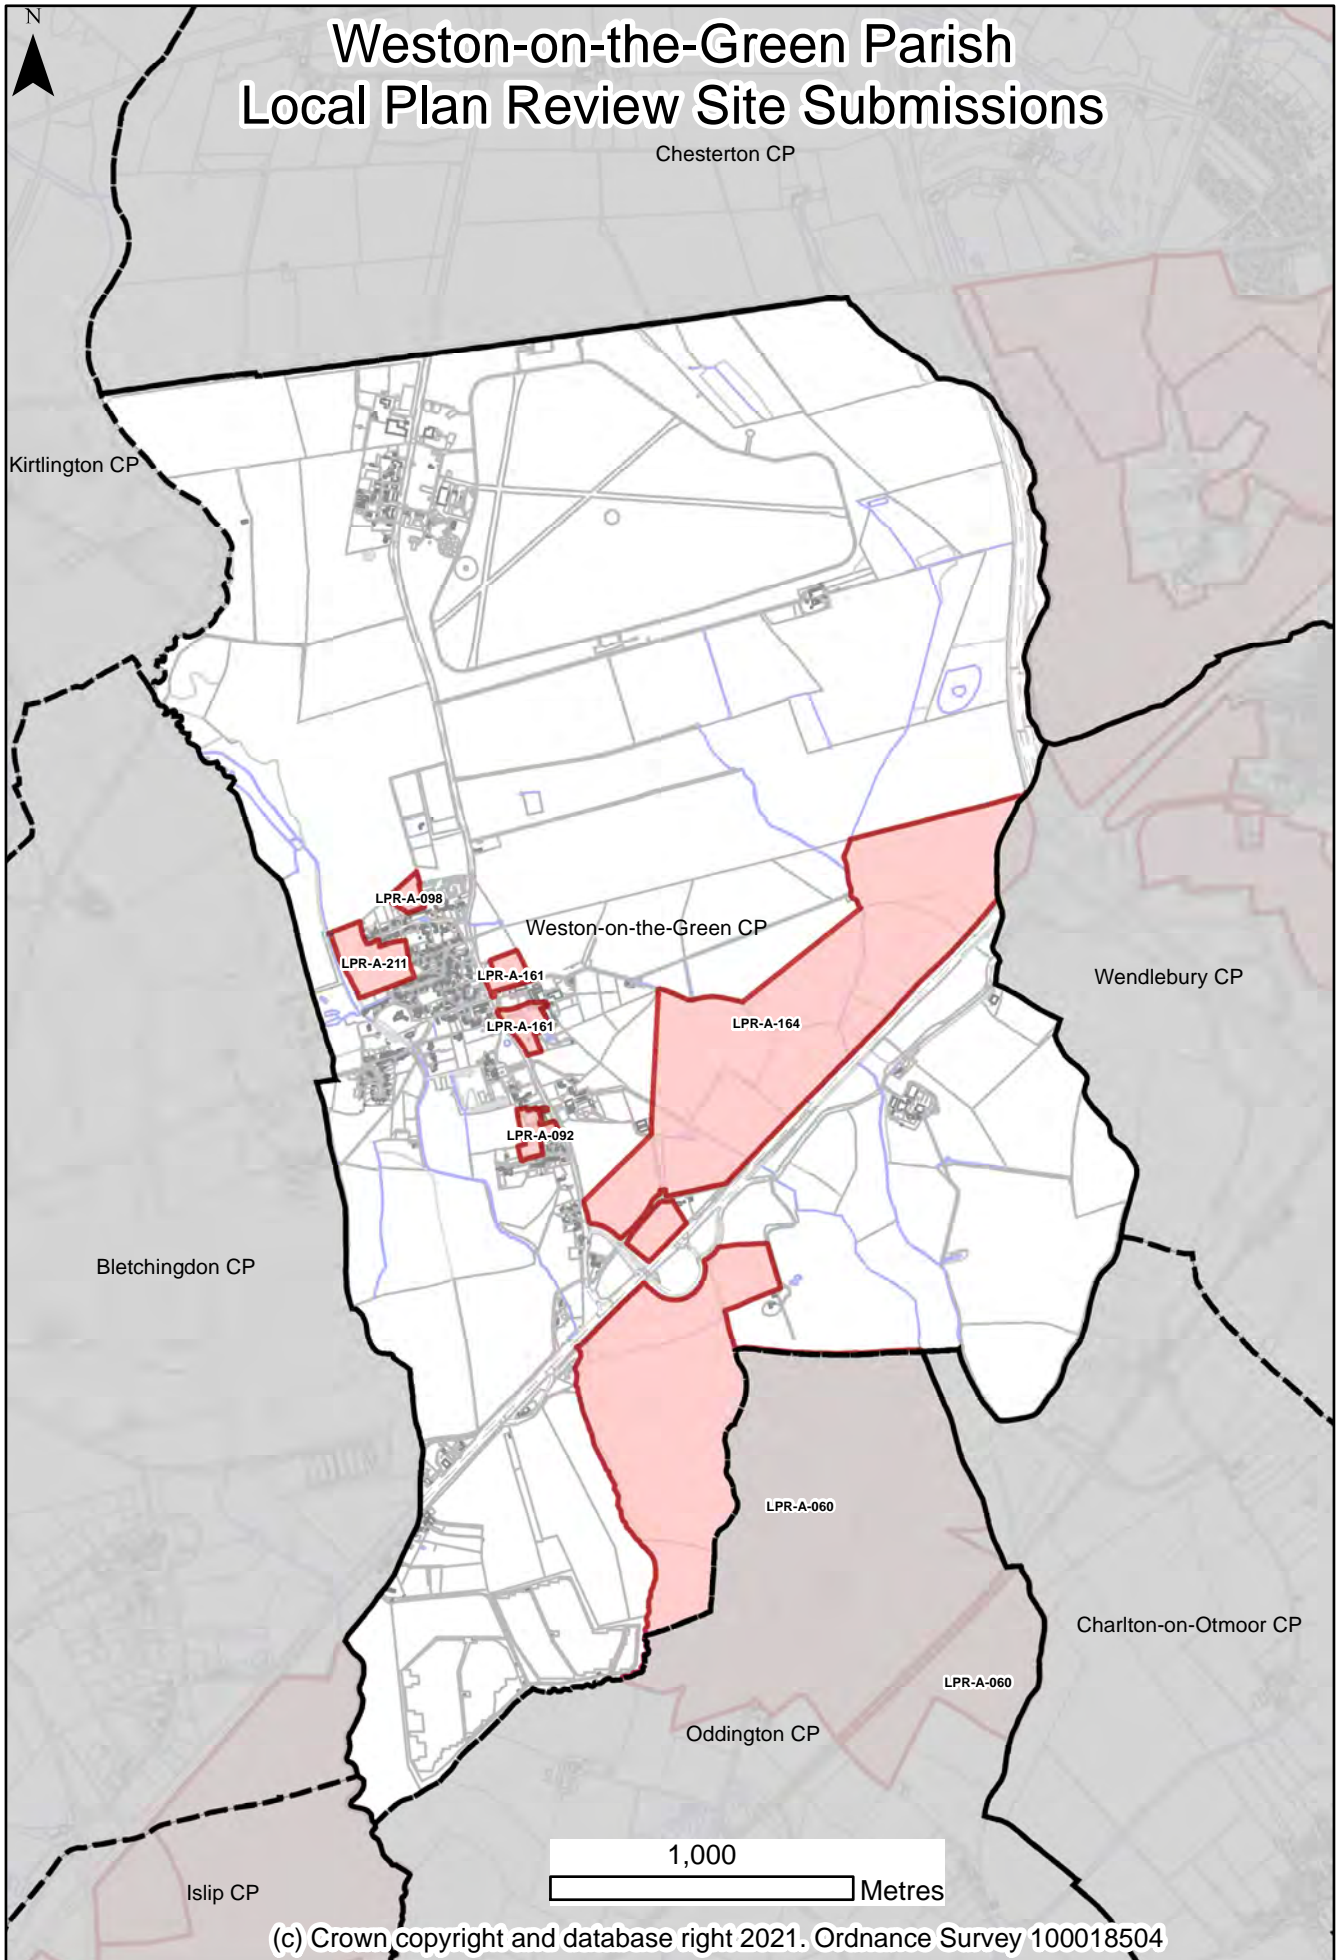 N
Weston-on-the-Green Parish
Local Plan Review Site Submissions
Chesterton CP
Kirtlington CP
LPR-A-098
Weston-on-the-Green CP
LPR-A-211
LPR-A-161
Wendlebury CP
LPR-A-161
LPR-A-164
LPR-A-092
Bletchingdon CP
LPR-A-060
Charlton-on-Otmoor CP
LPR-A-060
Oddington CP
1,000
Metres
Islip CP
(c) Crown copyright and database right 2021. Ordnance Survey 100018504